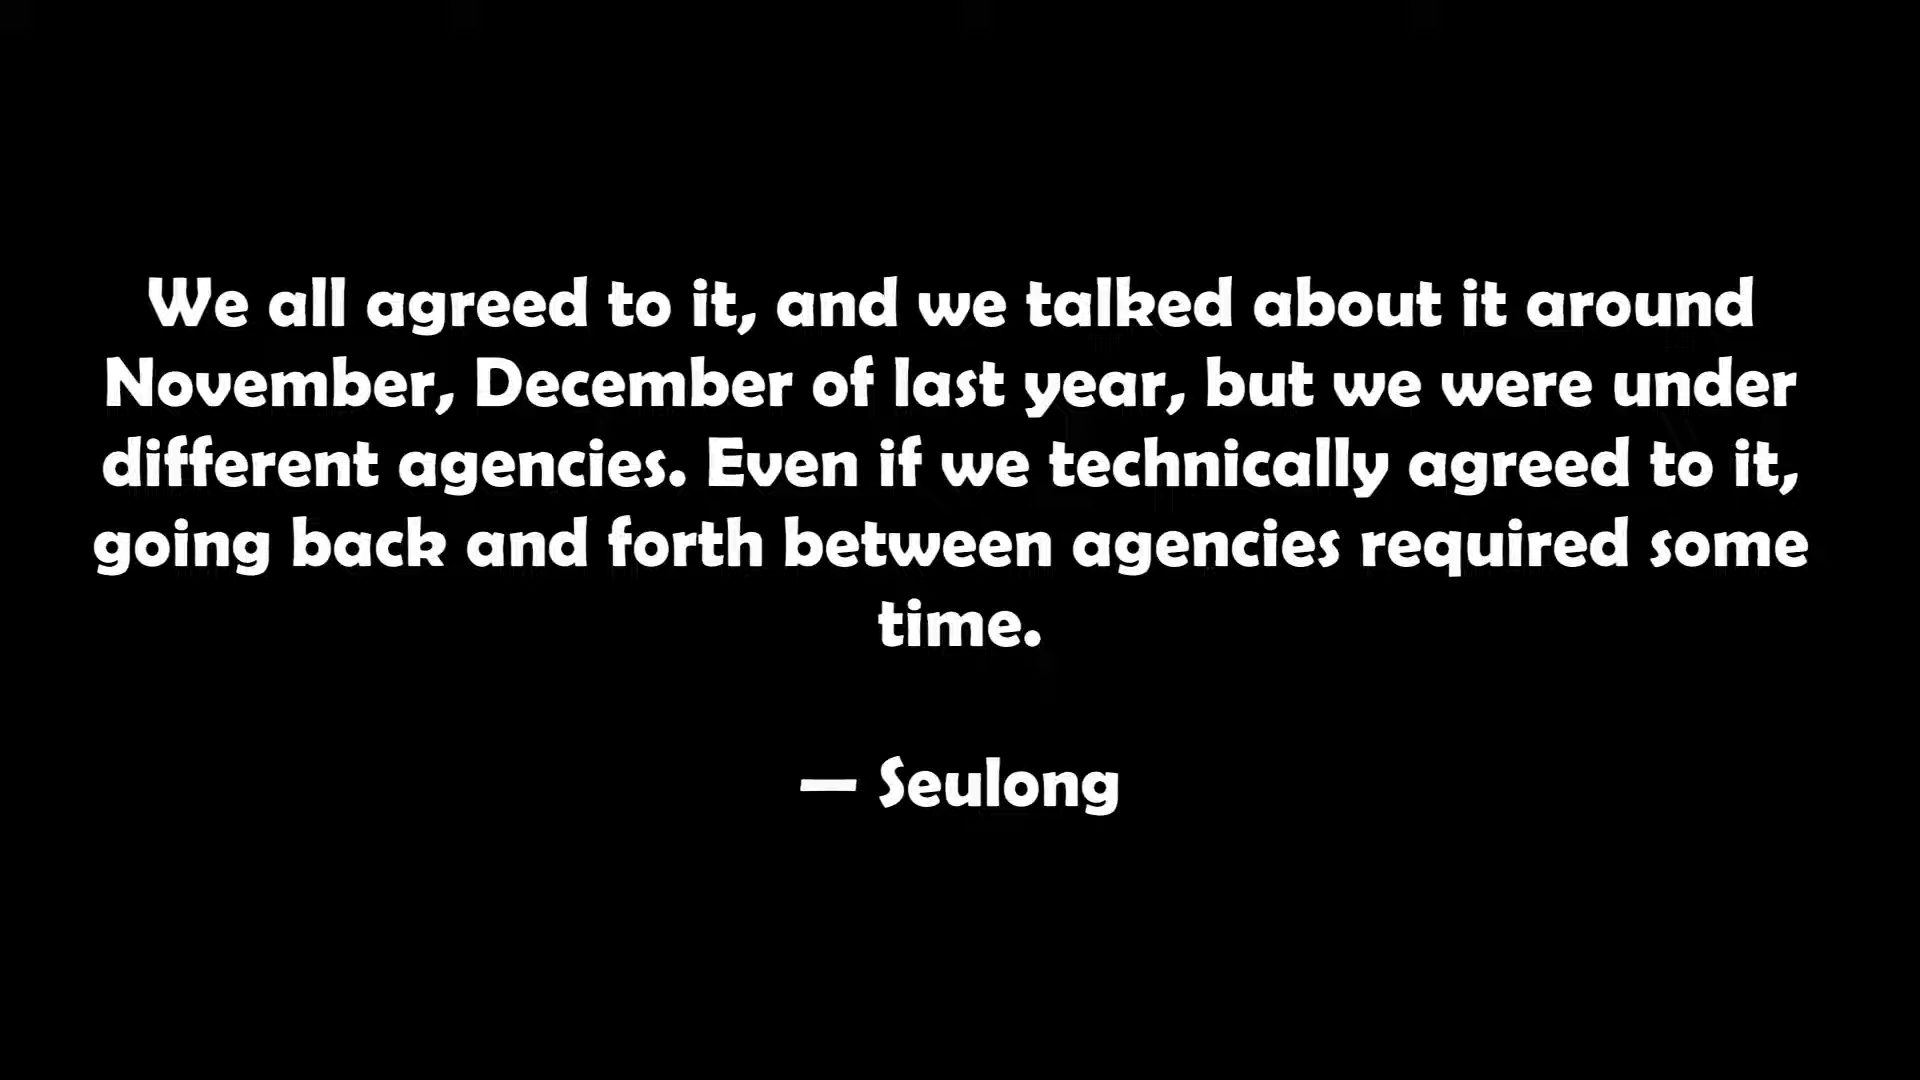 We all agreed to it, and we talked about it around
November, December of last year, but we were under
different agencies. Even if we technically agreed to it,
going back and forth between agencies required some
time.
— Seulong